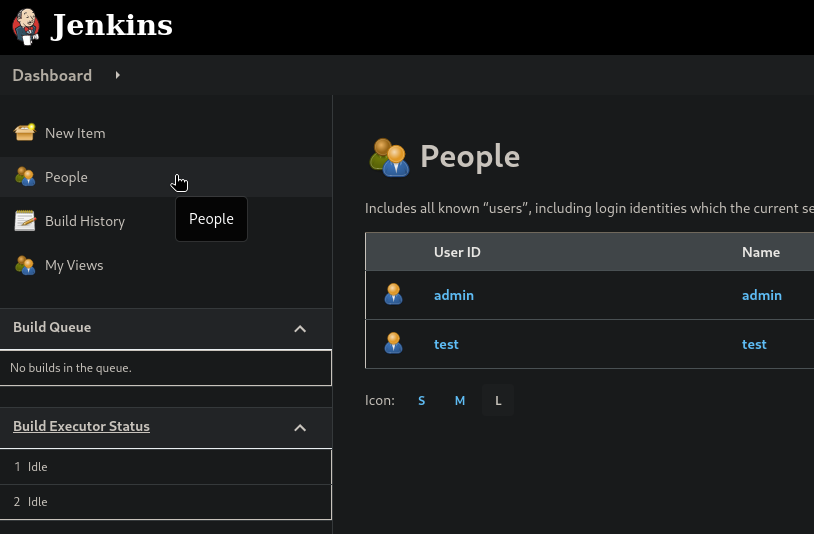 Jenkins
Dashboard
New Item
People
Build History
My Views
People
Build Queue
No builds in the queue.
Build Executor Status
1 Idle
2 Idle
People
Includes all known “users”, including login identities which the current se
User ID Name
admin admin
test test
Icon: S M L